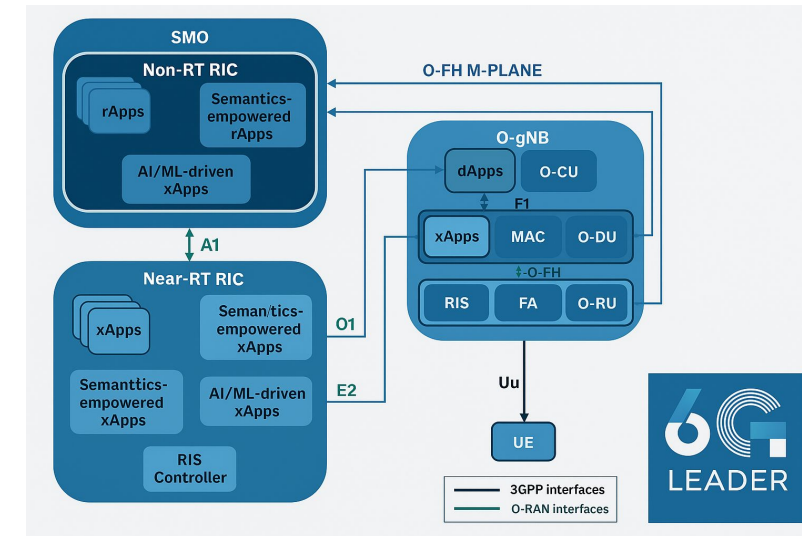 SMO
Non-RT RIC
rApps
Semantics-
empowered
rApps
AI/ML-driven
xApps
A1
Near-RT RIC
xApps
Seman/tics-
empowered
xApps
Semanttics-
empowered
xApps
AI/ML-driven
xApps
RIS
Controller
O1
E2
O-FH M-PLANE
O-gNB
dApps
O-CU
F1
xApps
MAC
O-DU
-O-FH
RIS
FA
O-RU
Uu
UE
3GPP interfaces
O-RAN interfaces
6G
LEADER